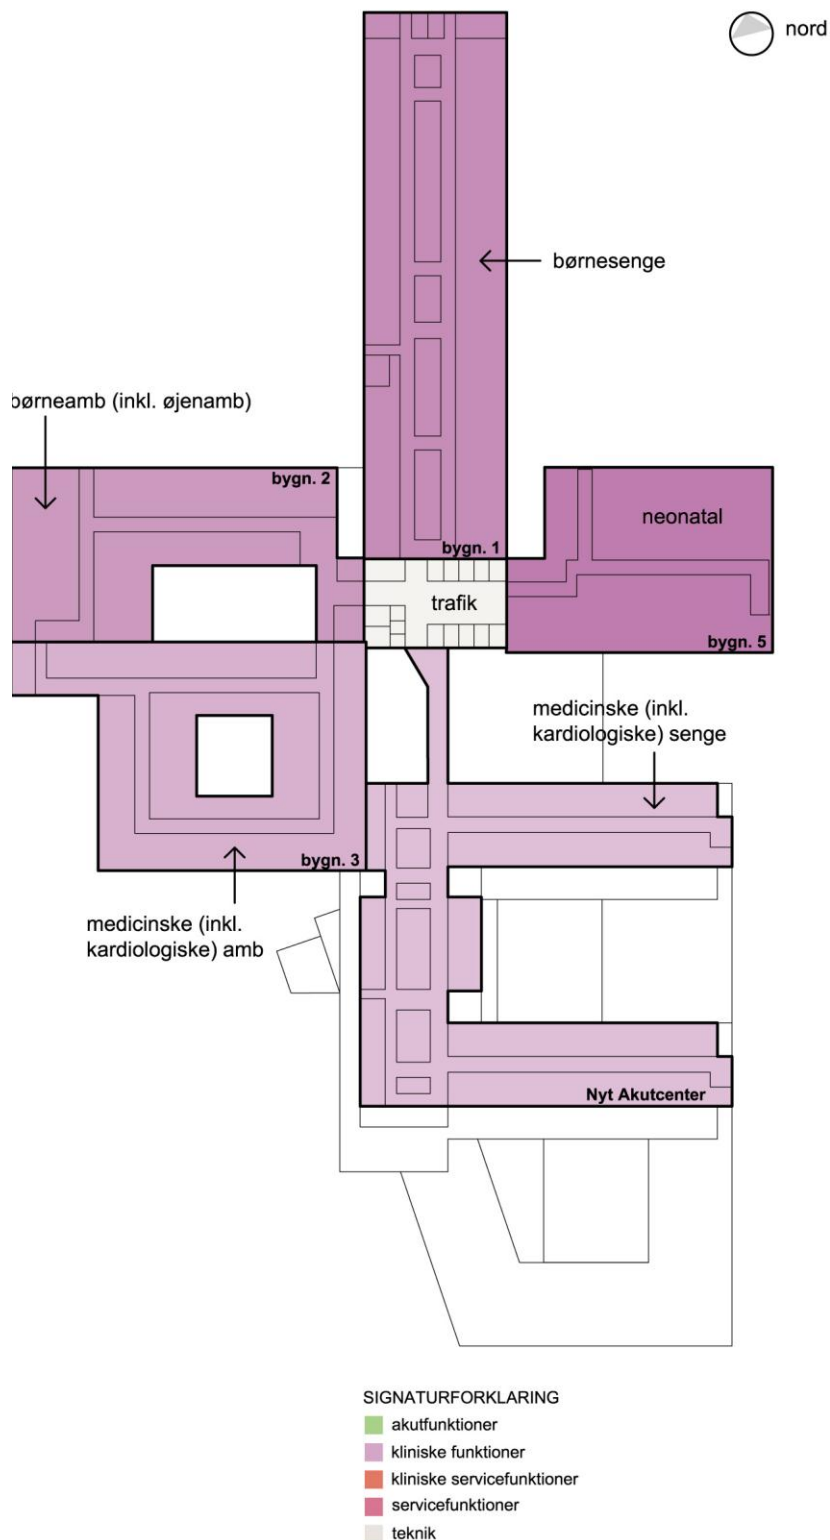 nord
børnesenge
børneamb (inkl. øjenamb)
bygn. 2
neonatal
bygn. 1
trafik
bygn. 5
medicinske (inkl.
kardiologiske) senge
bygn. 3
medicinske (inkl.
kardiologiske) amb
Nyt Akutcenter
SIGNATURFORKLARING
akutfunktioner
kliniske funktioner
kliniske servicefunktioner
servicefunktioner
teknik